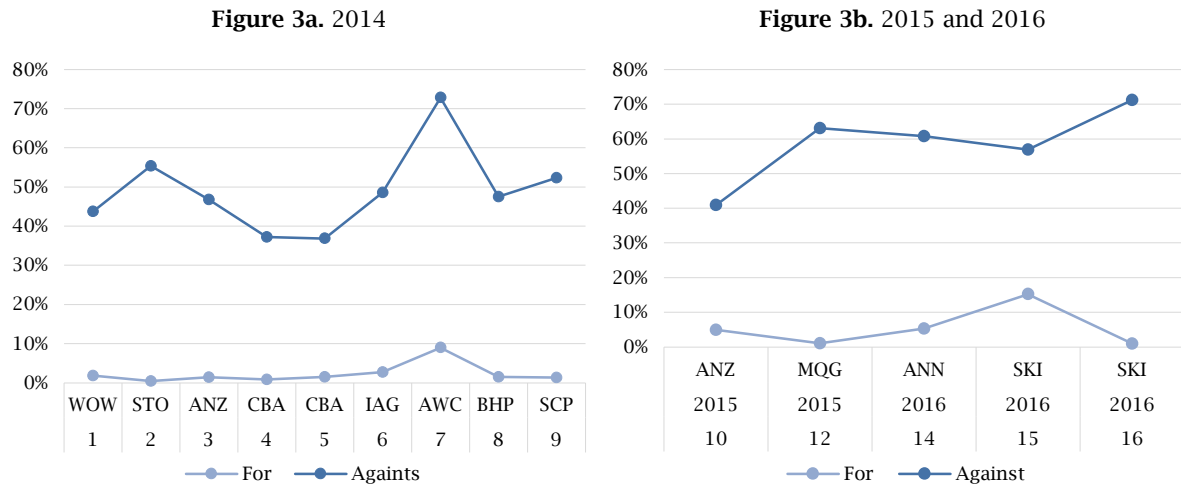 Figure 3a. 2014
80%
70%
60%
50%
40%
30%
20%
10%
0%
WOW STO ANZ CBA CBA IAG AWC BHP SCP
1 2 3 4 5 6 7 8 9
For Againts
Figure 3b. 2015 and 2016
80%
70%
60%
50%
40%
30%
20%
10%
0%
ANZ MQG ANN SKI SKI
2015 2015 2016 2016 2016
10 12 14 15 16
For Against